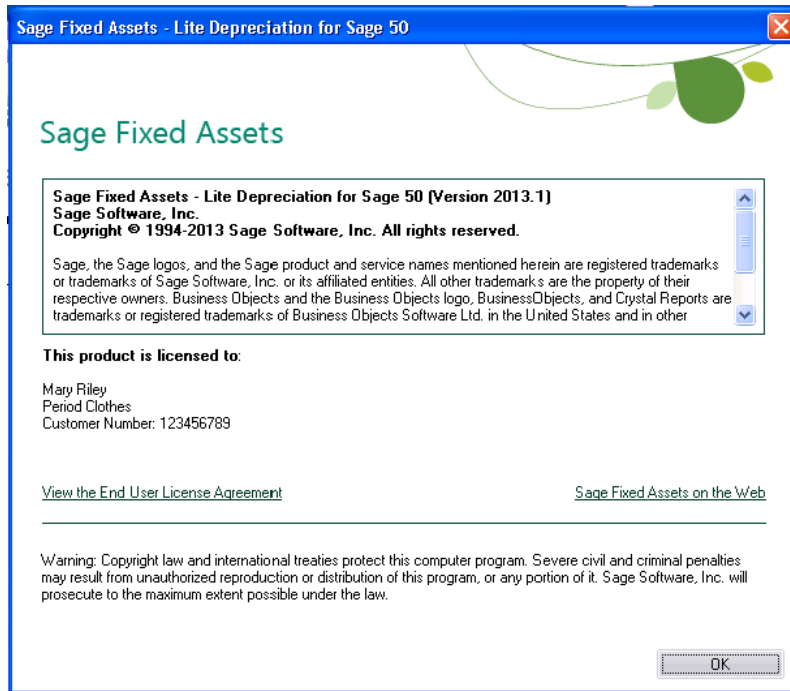 Sage Fixed Assets - Lite Depreciation for Sage 50
Sage Fixed Assets
Sage Fixed Assets - Lite Depreciation for Sage 50 (Version 2013.1)
Sage Software, Inc.
Copyright © 1994-2013 Sage Software, Inc. All rights reserved.
Sage, the Sage logos, and the Sage product and service names mentioned herein are registered trademarks
or trademarks of Sage Software, Inc. or its affiliated entities. All other trademarks are the property of their
respective owners. Business Objects and the Business Objects logo, BusinessObjects, and Crystal Reports are
trademarks or registered trademarks of Business Objects Software Ltd. in the United States and in other
This product is licensed to:
Mary Riley
Period Clothes
Customer Number: 123456789
View the End User License Agreement
Sage Fixed Assets on the Web
Warning: Copyright law and international treaties protect this computer program. Severe civil and criminal penalties
may result from unauthorized reproduction or distribution of this program, or any portion of it. Sage Software, Inc. will
prosecute to the maximum extent possible under the law.
OK